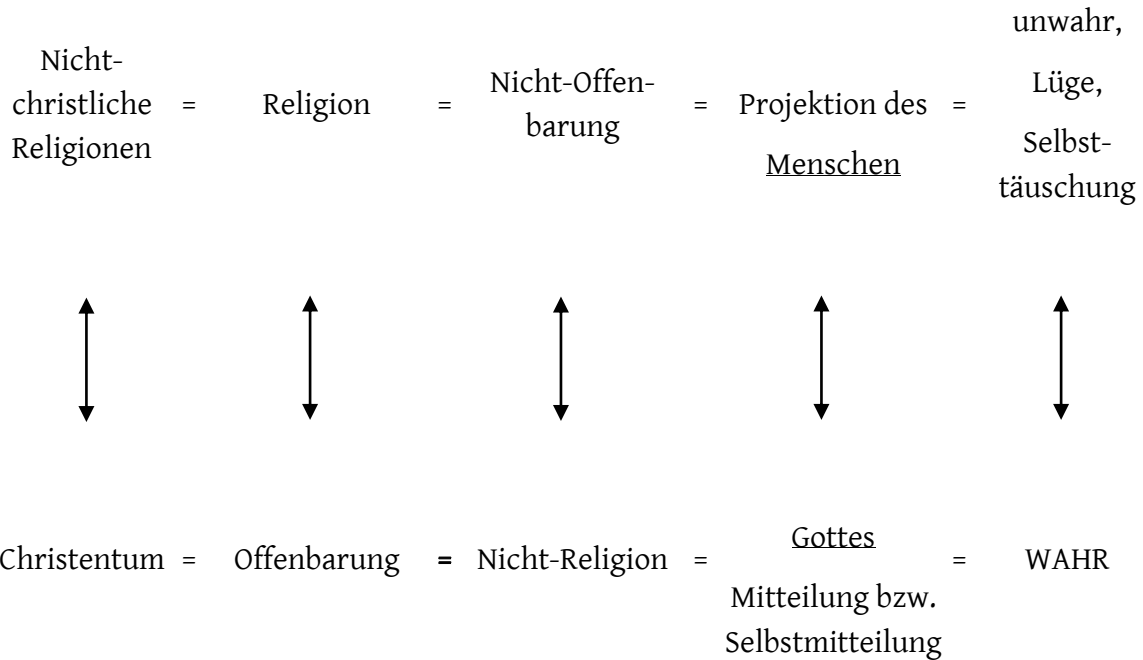 Nicht-
christliche
Religionen
=
Religion
=
Nicht-Offen-
barung
=
Projektion des
Menschen
=
unwahr,
Lüge,
Selbst-
täuschung
Christentum
=
Offenbarung
=
Nicht-Religion
=
Gottes
Mitteilung bzw.
Selbstmitteilung
=
WAHR